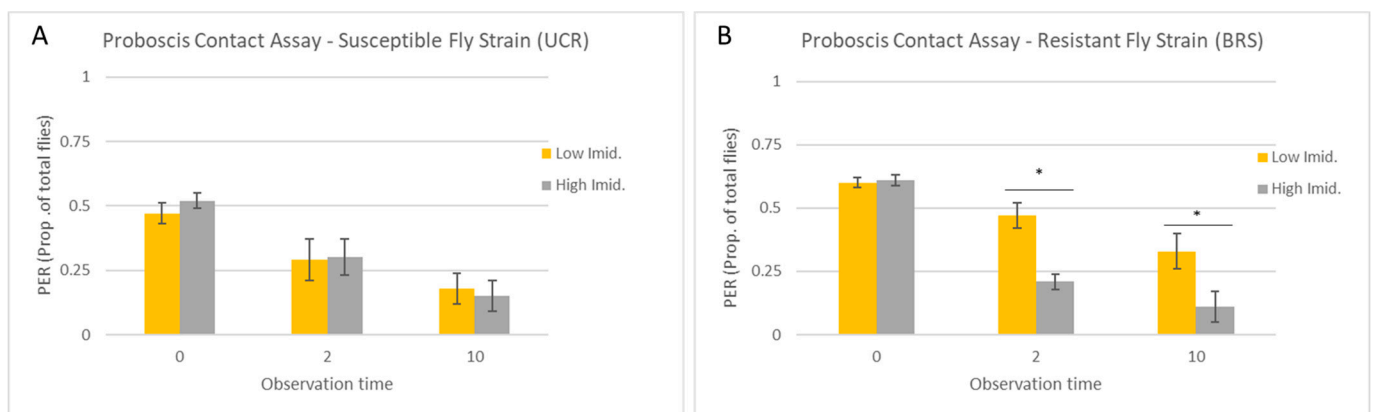 A
Proboscis Contact Assay - Susceptible Fly Strain (UCR)
1
0.75
0.5
0.25
0
PER (Prop .of total flies)
0
2
10
Observation time
Low Imid.
High Imid.
B
Proboscis Contact Assay - Resistant Fly Strain (BRS)
1
0.75
0.5
0.25
0
PER (Prop. of total flies)
*
*
0
2
10
Observation time
Low Imid.
High Imid.